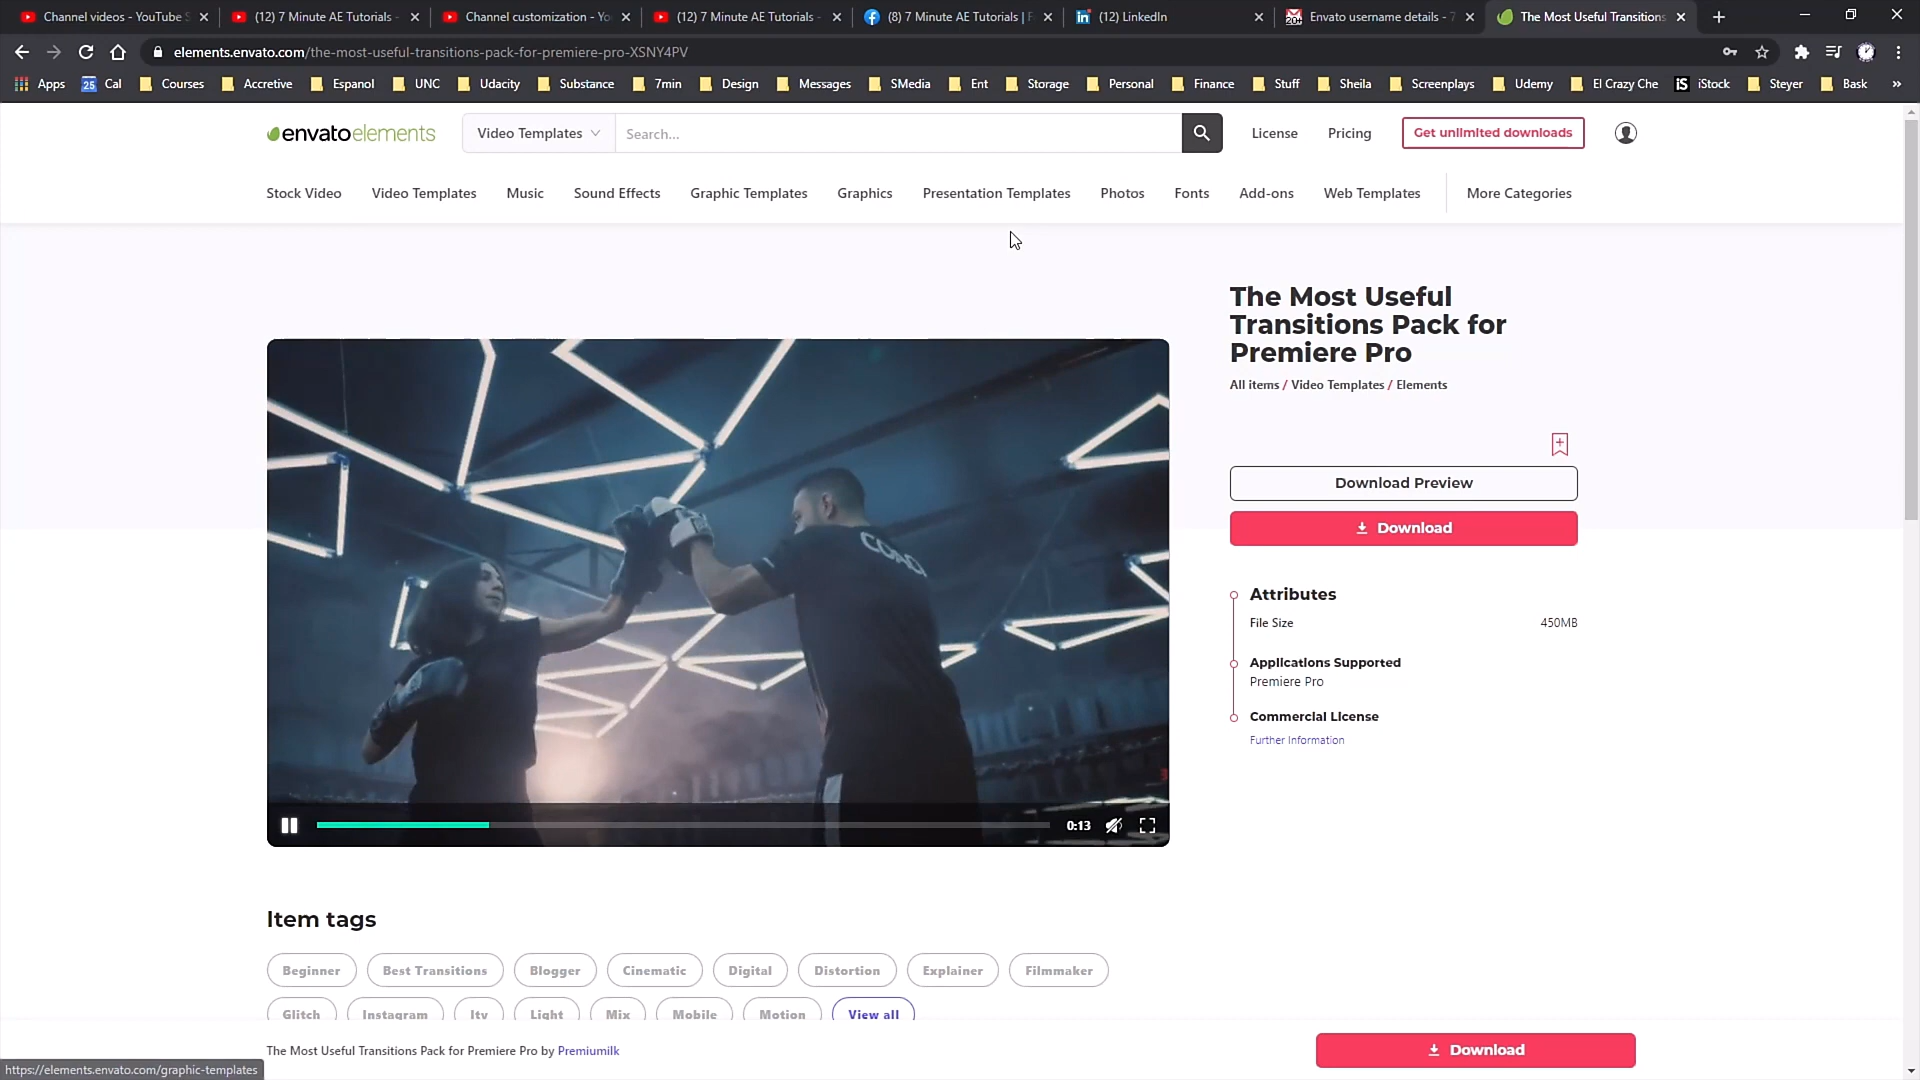 Channel videos - YouTube S
(12) 7 Minute AE Tutorials -
Channel customization - Yo
(12) 7 Minute AE Tutorials -
(8) 7 Minute AE Tutorials | F
(12) LinkedIn
Envato username details - 7
The Most Useful Transitions
elements.envato.com/the-most-useful-transitions-pack-for-premiere-pro-XSNY4PV
Apps
25 Cal
Courses
Accretive
Espanol
UNC
Udacity
Substance
7min
Design
Messages
SMedia
Ent
Storage
Personal
Finance
Stuff
Sheila
Screenplays
Udemy
El Crazy Che
iS iStock
Steyer
Bask
»
envatoelements
Video Templates
Search...
License
Pricing
Get unlimited downloads
Stock Video
Video Templates
Music
Sound Effects
Graphic Templates
Graphics
Presentation Templates
Photos
Fonts
Add-ons
Web Templates
More Categories
The Most Useful
Transitions Pack for
Premiere Pro
All items / Video Templates / Elements
Download Preview
Download
Attributes
File Size 450MB
Applications Supported
Premiere Pro
Commercial License
Further Information
COACH
0:13
Item tags
Beginner
Best Transitions
Blogger
Cinematic
Digital
Distortion
Explainer
Filmmaker
Glitch
Instagram
Itv
Light
Mix
Mobile
Motion
View all
The Most Useful Transitions Pack for Premiere Pro by Premiumilk
Download
https://elements.envato.com/graphic-templates